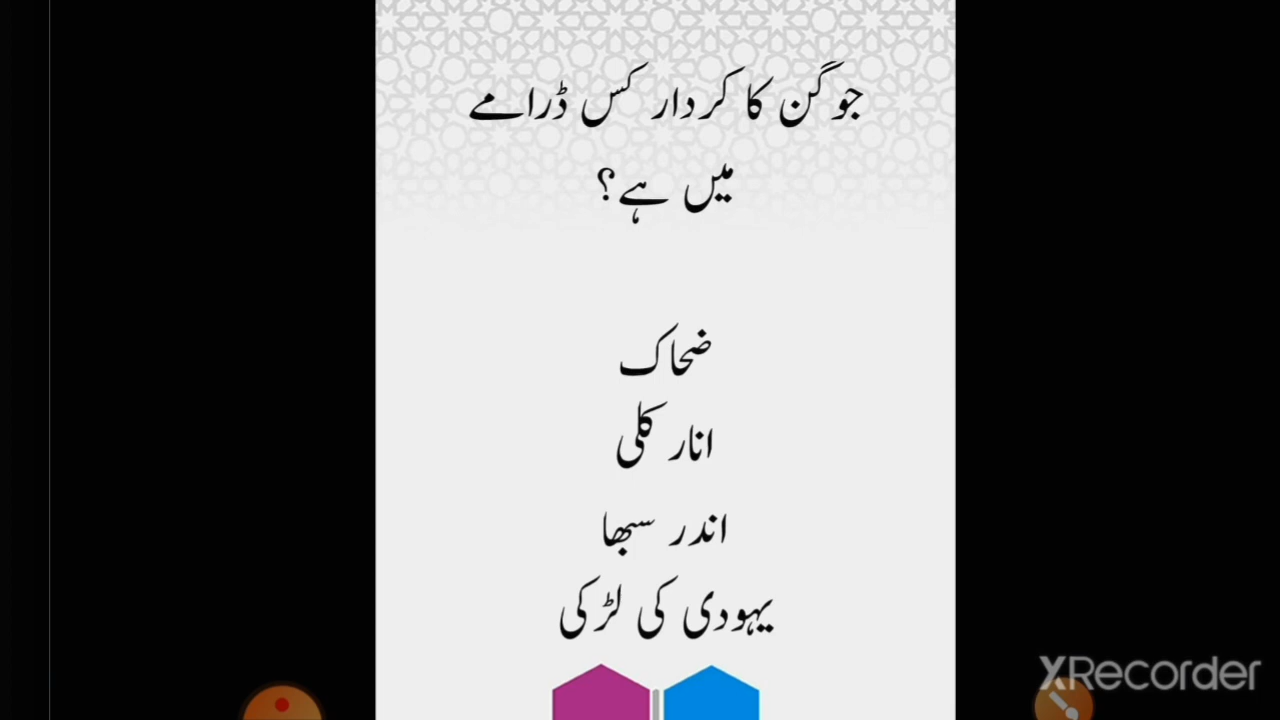 جوگن کا کردار کس ڈرامے
میں ہے؟
ضحاک
انار کلی
اندر سبھا
یہودی کی لڑکی
XRecorder